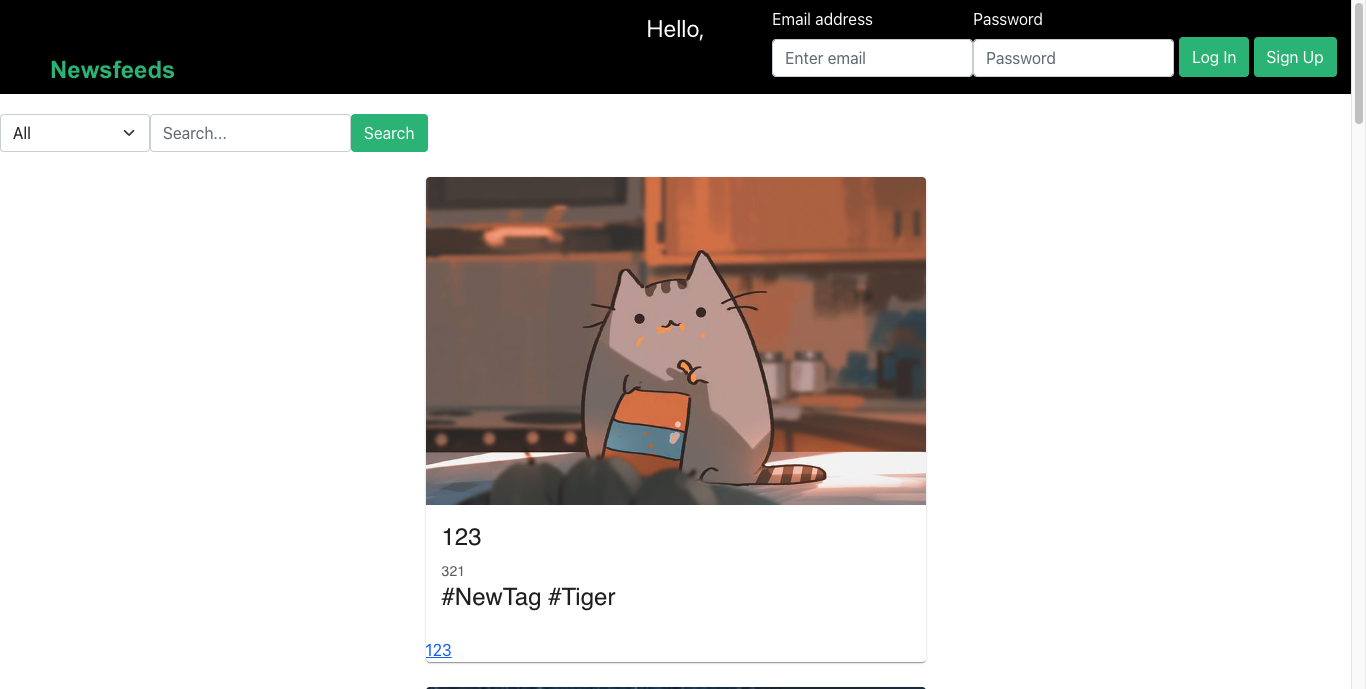 Hello,
Email address
Password
Newsfeeds
Enter email
Password
Log In
Sign Up
All
Search...
Search
123
321
#NewTag #Tiger
123